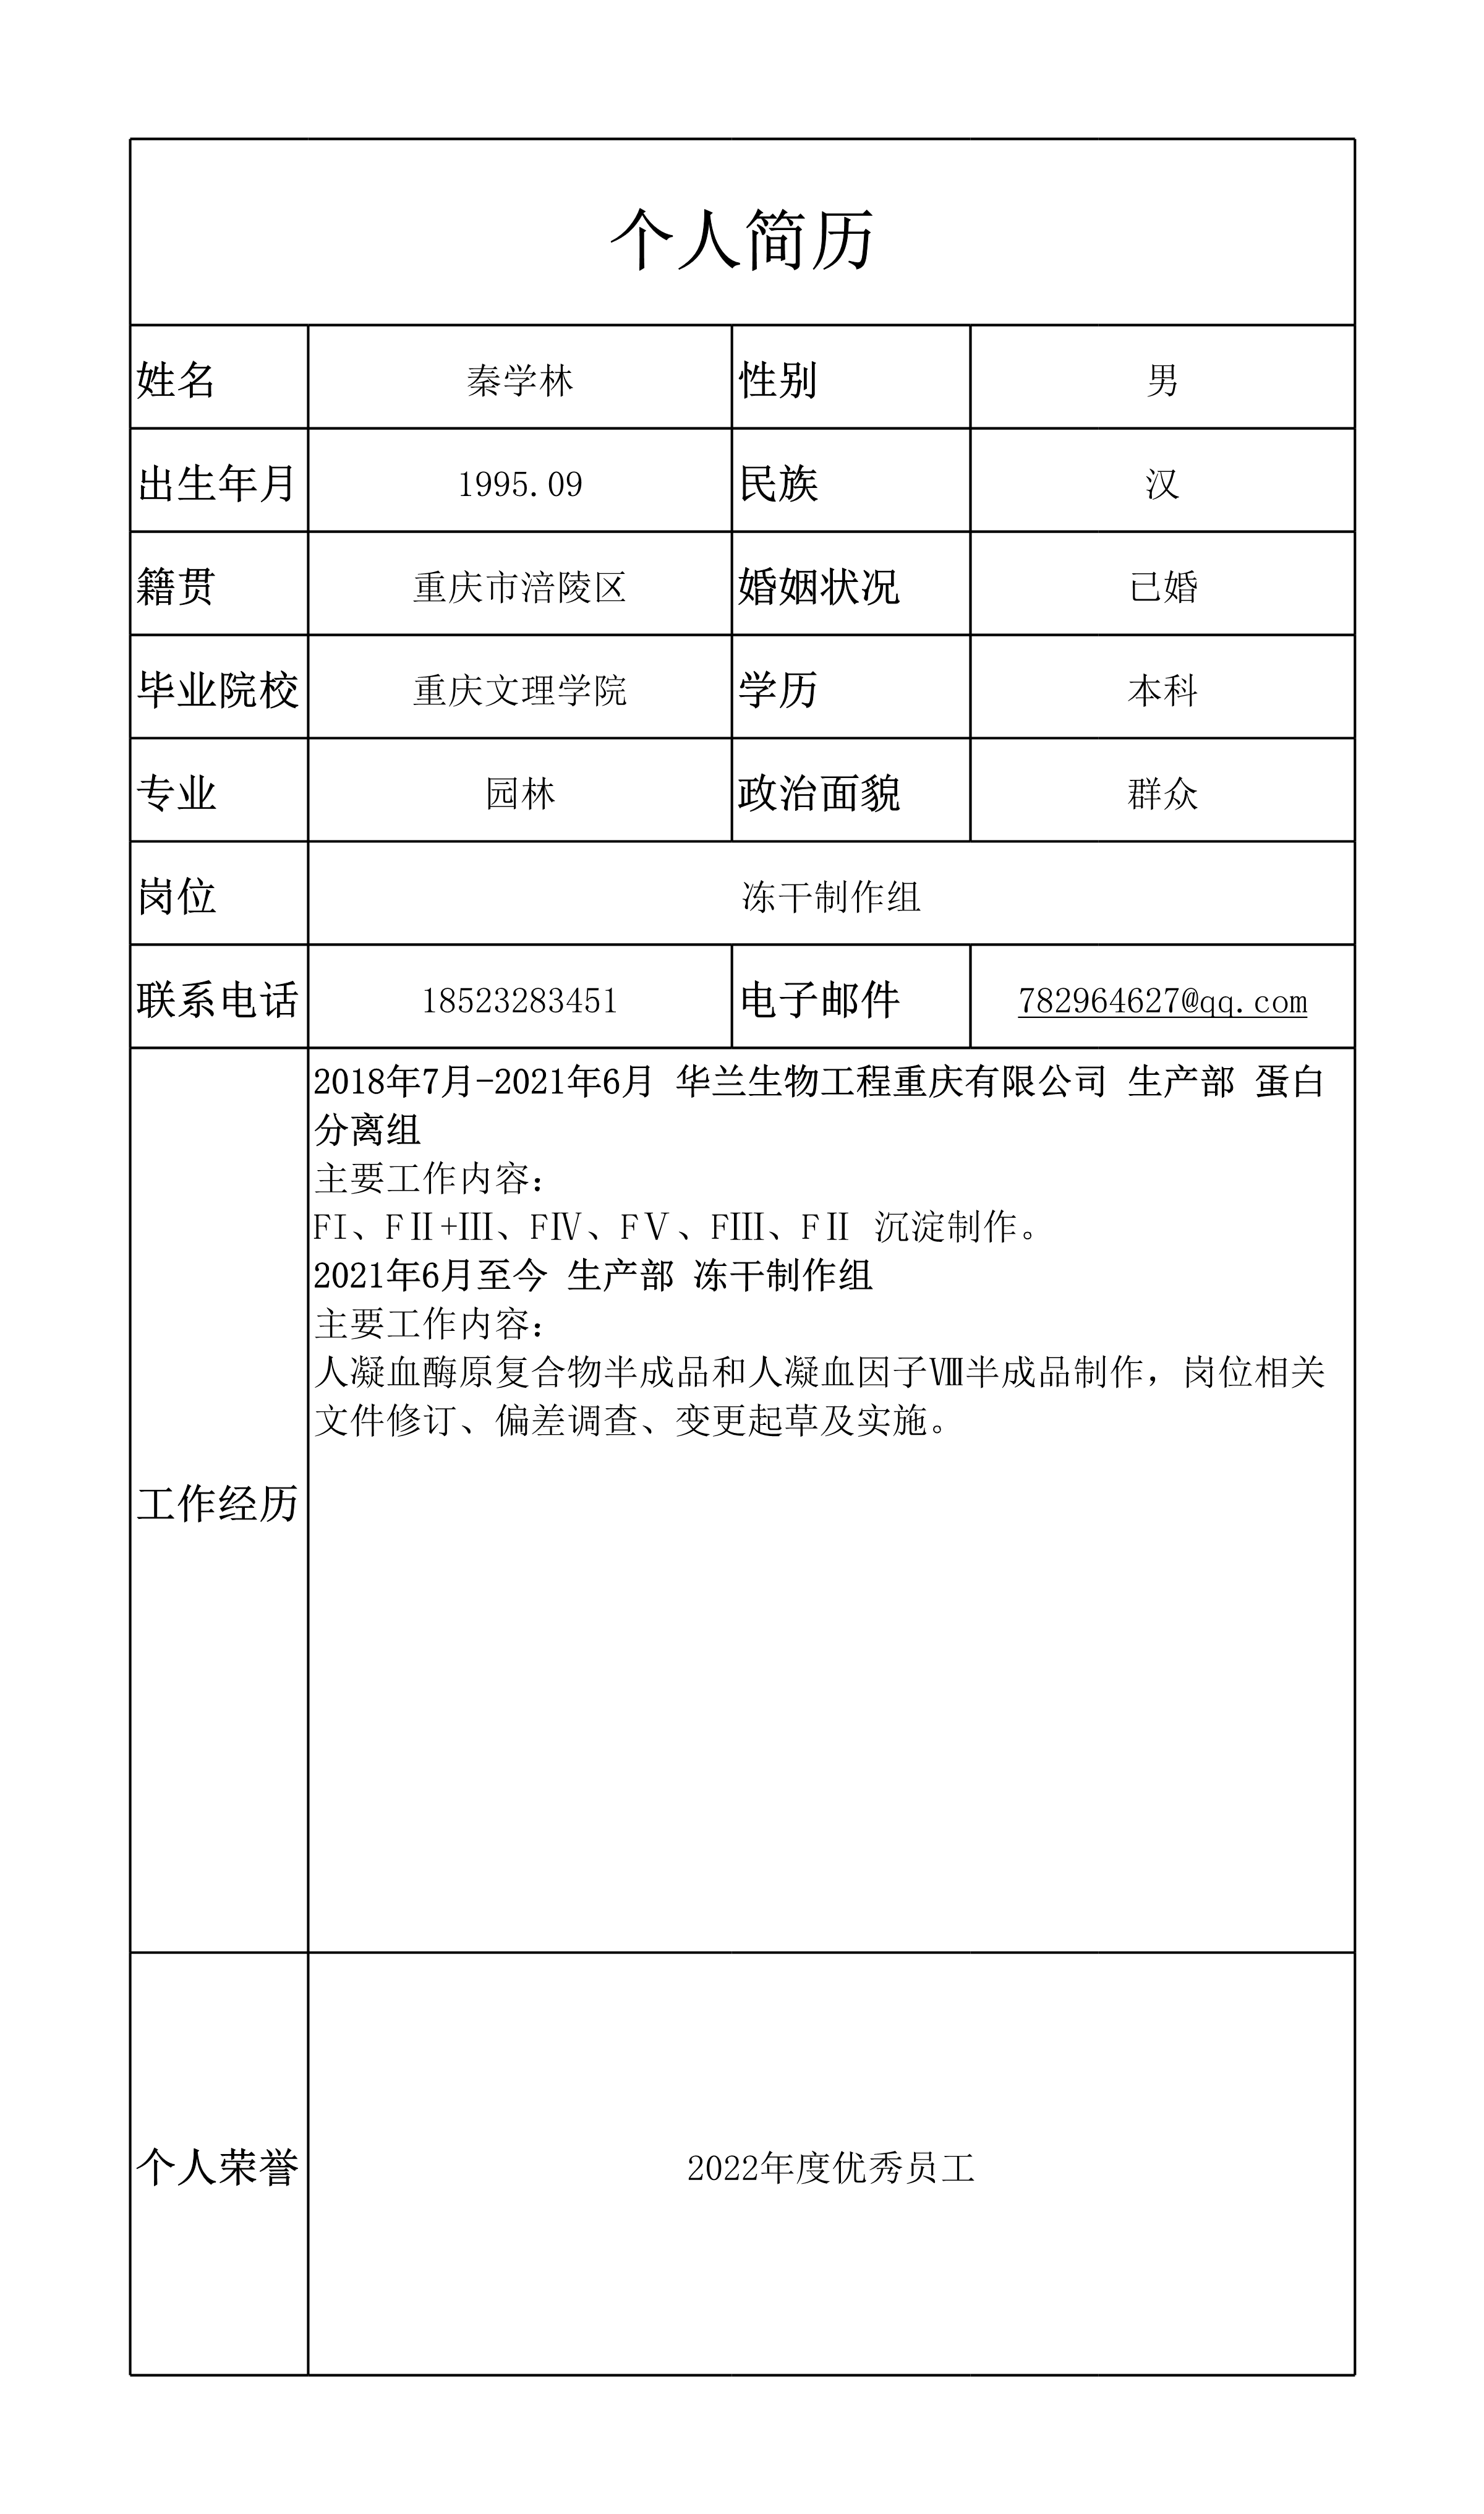 个人简历
姓名 秦学林 性别 男
出生年月 1995.09 民族 汉
籍贯 重庆市涪陵区 婚姻状况 已婚
毕业院校 重庆文理学院 学历 本科
专业 园林 政治面貌 群众
岗位 冻干制作组
联系电话 18523283451 电子邮件 782964627@qq.com
2018年7月-2021年6月 华兰生物工程重庆有限公司 生产部 蛋白
分离组
主要工作内容：
FI、FⅡ+III、FⅣ、FⅤ、FIII、FⅡ 沉淀制作。
2021年6月至今 生产部 冻干制作组
主要工作内容：
人凝血酶原复合物半成品和人凝血因子Ⅷ半成品制作，岗位相关
文件修订、偏差调查、变更起草及实施。
工作经历
个人荣誉 2022年度优秀员工